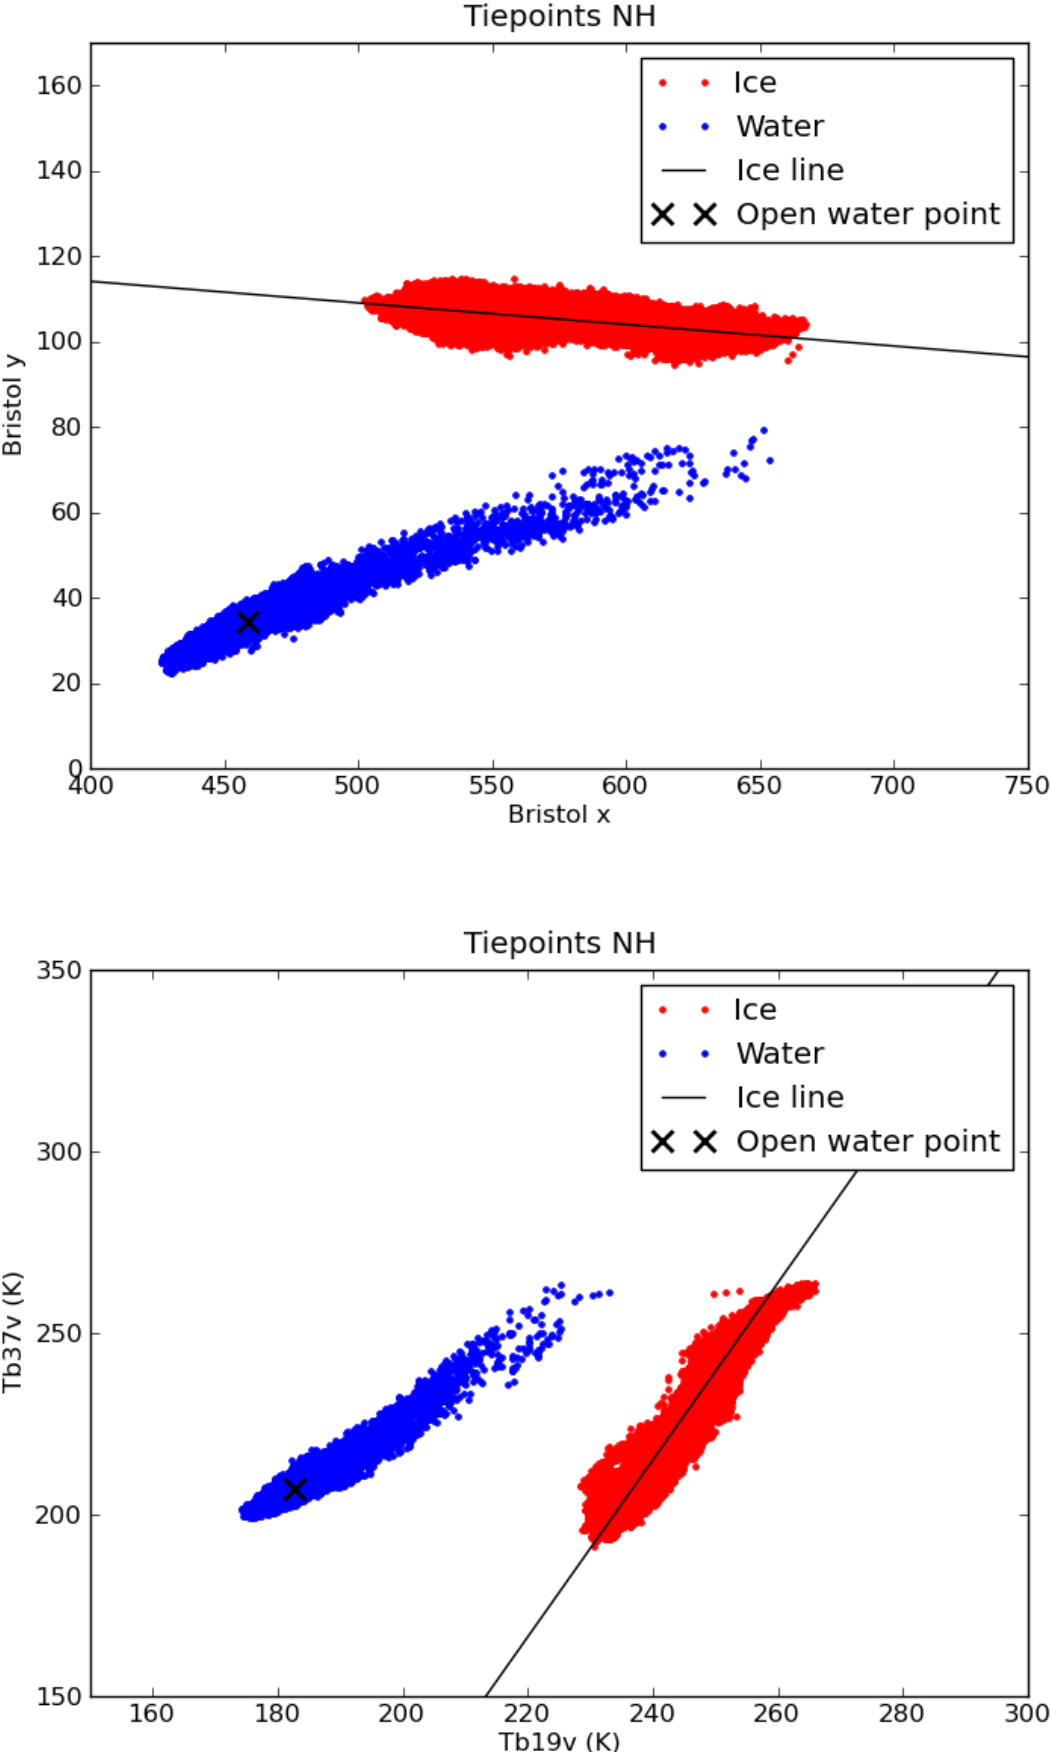 Tiepoints NH
160
140
120
100
80
60
40
20
0
Bristol y
Ice
Water
Ice line
Open water point
400 450 500 550 600 650 700 750
Bristol x
Tiepoints NH
350
300
250
200
150
Tb37v (K)
Ice
Water
Ice line
Open water point
160 180 200 220 240 260 280 300
Tb19v (K)